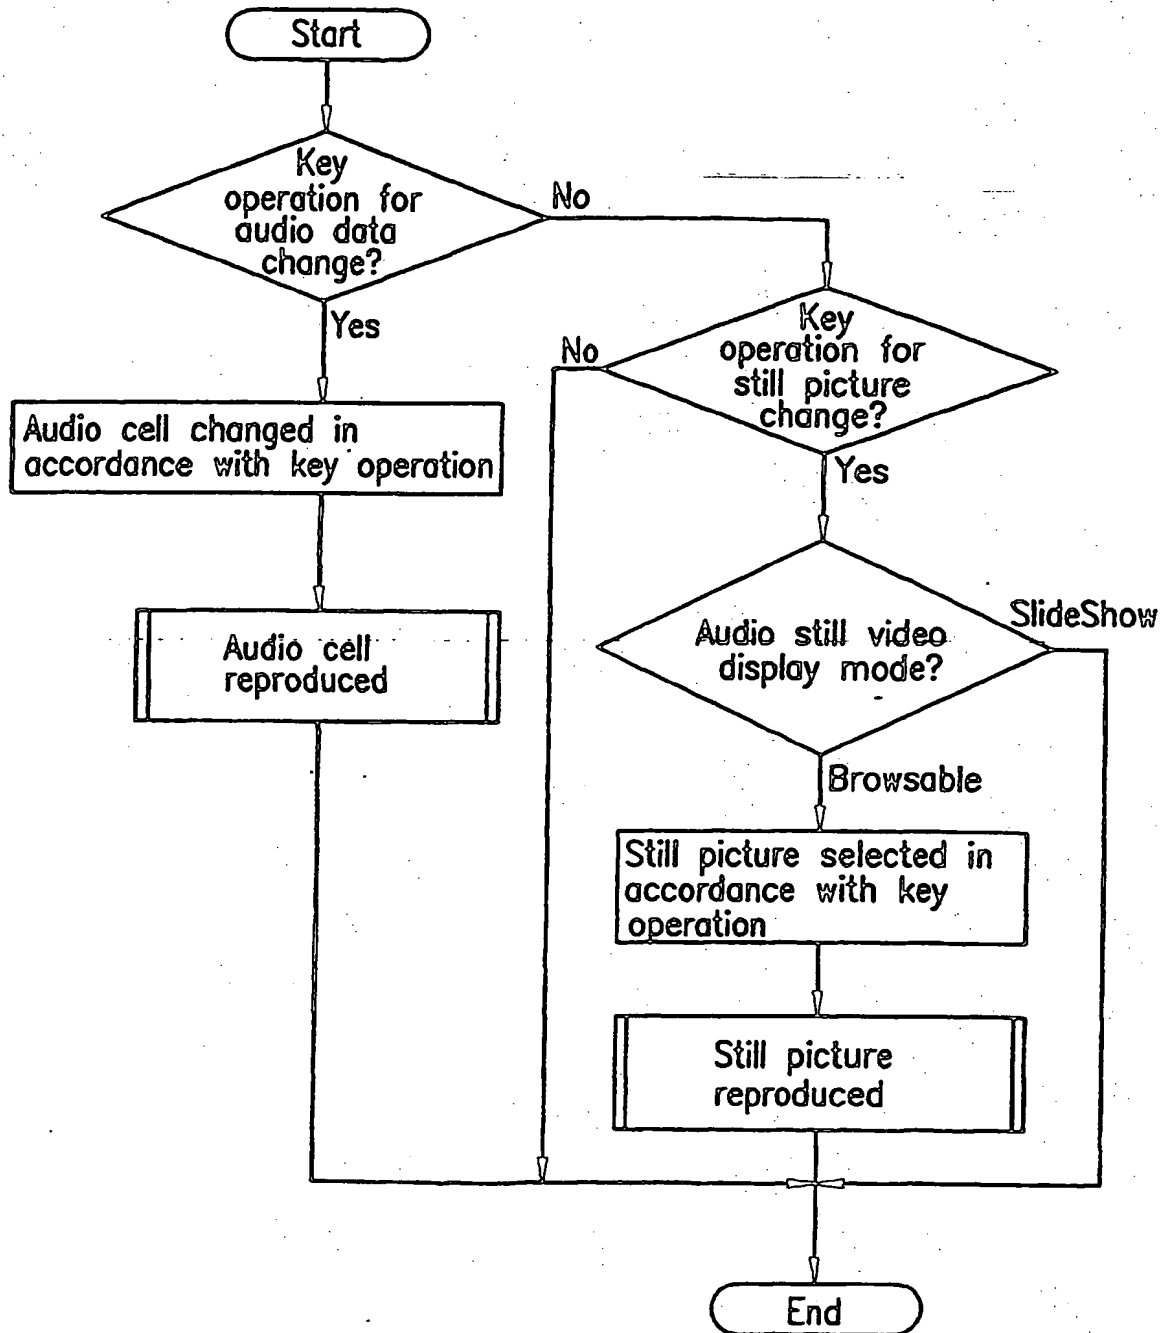 Start
Key
operation for
audio data
change?
No
Yes
Key
operation for
still picture
change?
No
Yes
Audio cell changed in
accordance with key operation
Audio cell
reproduced
Audio still video
display mode?
SlideShow
Browsable
Still picture selected in
accordance with key
operation
Still picture
reproduced
End